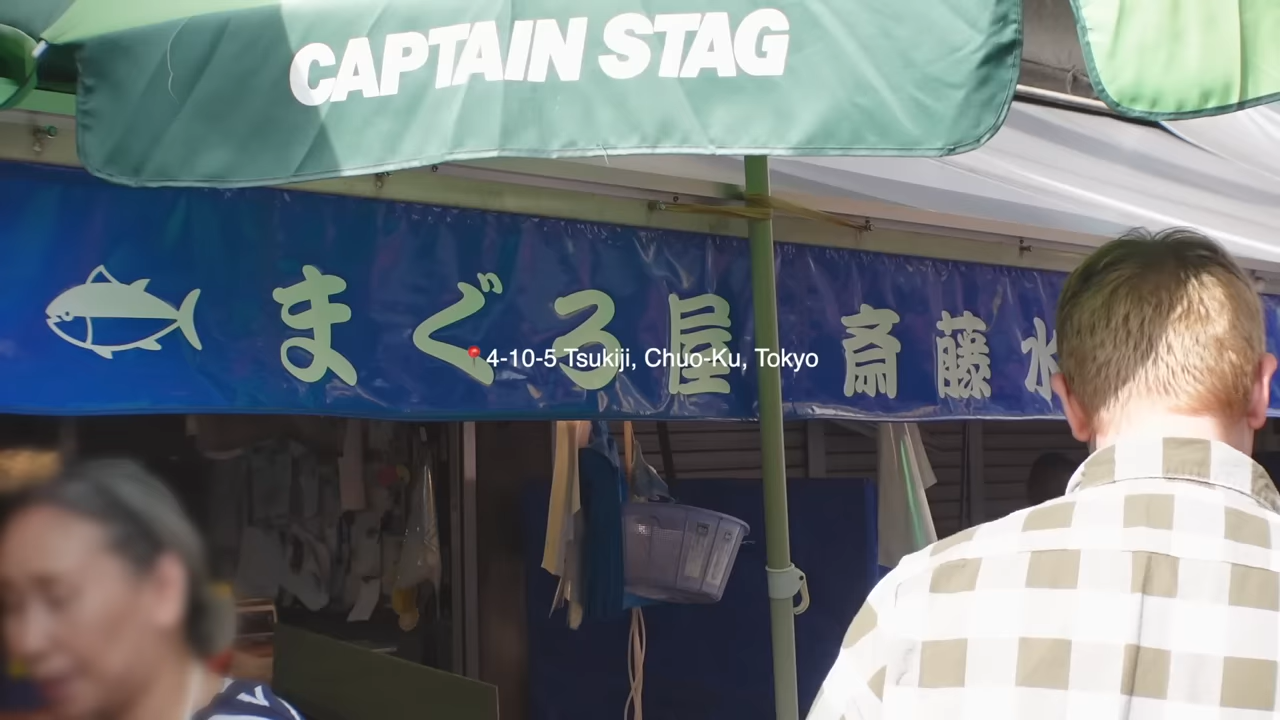 CAPTAIN STAG
まぐろ屋 斎藤水
📍4-10-5 Tsukiji, Chuo-Ku, Tokyo